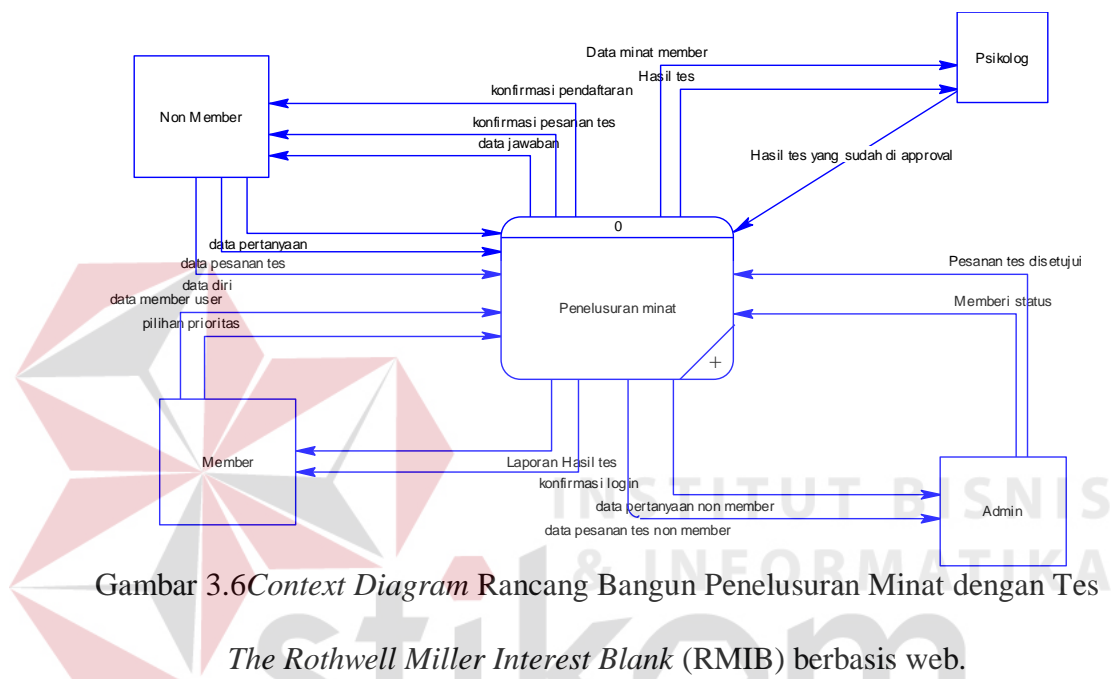 Data minat member
Psikolog
Hasil tes
konfirmasi pendaftaran
Non Member
konfirmasi pesanan tes
data jawaban
Hasil tes yang sudah di approval
0
data pertanyaan
data pesanan tes
Pesanan tes disetujui
data diri
data member user
Memberi status
Penelusuran minat
pilihan prioritas
+
Member
Laporan Hasil tes
konfirmasi login
INSTITUT BISNIS
data pertanyaan non member
Admin
data pesanan tes non member
& INFORMATIKA
Gambar 3.6Context Diagram Rancang Bangun Penelusuran Minat dengan Tes
stikom
The Rothwell Miller Interest Blank (RMIB) berbasis web.